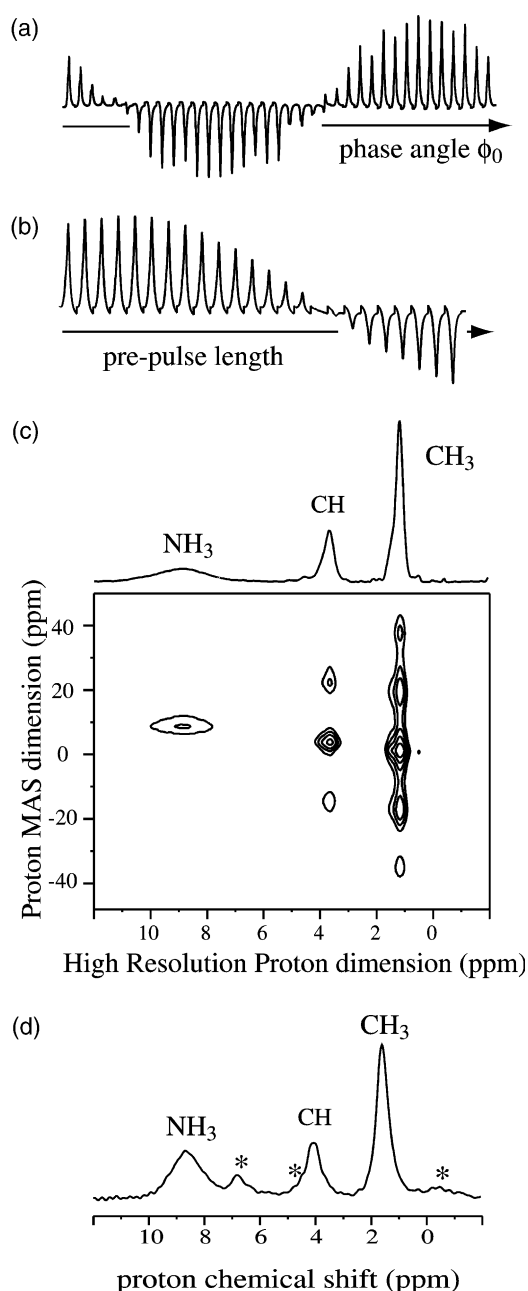 (a)
phase angle ϕ₀
(b)
pre-pulse length
(c)
CH₃
CH
NH₃
Proton MAS dimension (ppm)
40
20
0
-20
-40
10 8 6 4 2 0
High Resolution Proton dimension (ppm)
(d)
CH₃
NH₃
CH
* * *
10 8 6 4 2 0
proton chemical shift (ppm)